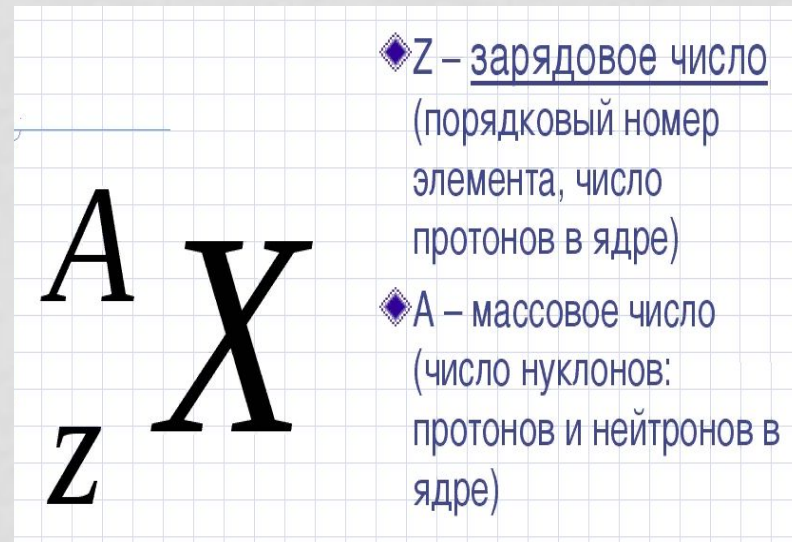 A
X
Z
Z – зарядовое число
(порядковый номер
элемента, число
протонов в ядре)
А – массовое число
(число нуклонов:
протонов и нейтронов в
ядре)